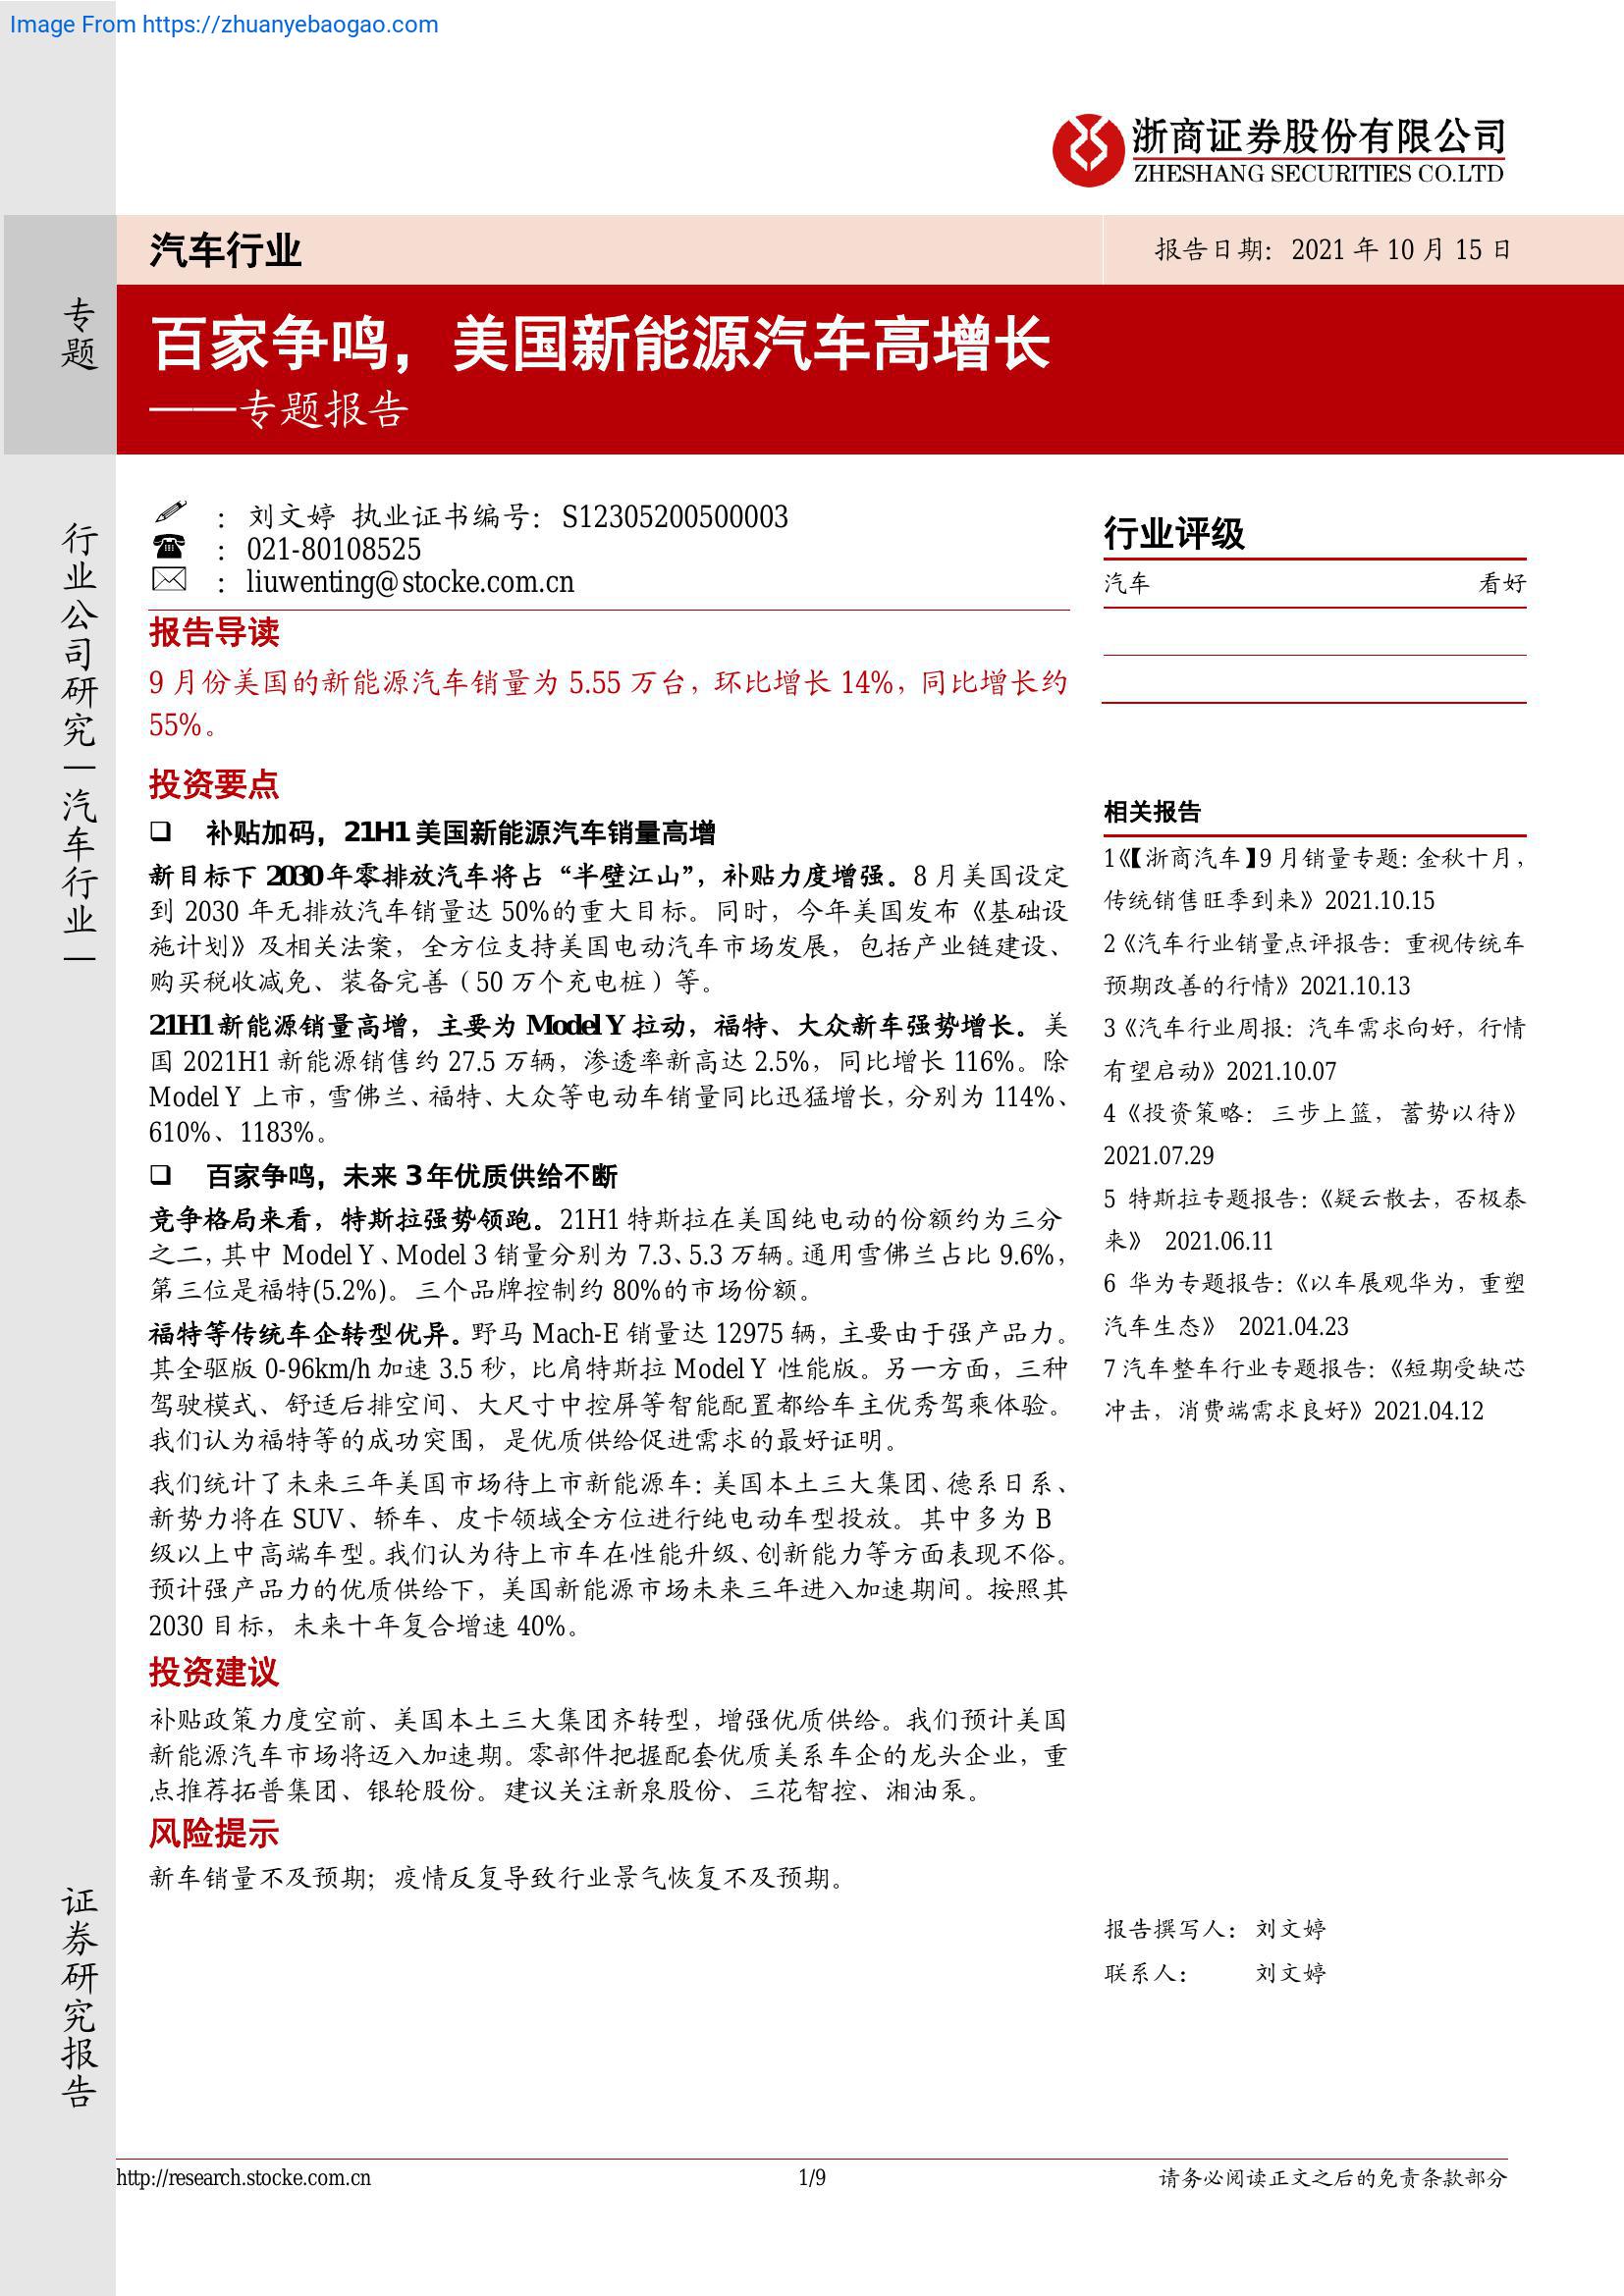 Image From https://zhuanyebaogao.com
浙商证券股份有限公司
ZHESHANG SECURITIES CO.LTD
汽车行业
报告日期：2021 年 10 月 15 日
专题
百家争鸣，美国新能源汽车高增长
——专题报告
行业公司研究｜汽车行业｜
：刘文婷 执业证书编号：S12305200500003
：021-80108525
：liuwenting@stocke.com.cn
报告导读
9 月份美国的新能源汽车销量为 5.55 万台，环比增长 14%，同比增长约
55%。
投资要点
❑ 补贴加码，21H1 美国新能源汽车销量高增
新目标下 2030 年零排放汽车将占“半壁江山”，补贴力度增强。8 月美国设定
到 2030 年无排放汽车销量达 50%的重大目标。同时，今年美国发布《基础设
施计划》及相关法案，全方位支持美国电动汽车市场发展，包括产业链建设、
购买税收减免、装备完善（50 万个充电桩）等。
21H1 新能源销量高增，主要为 Model Y 拉动，福特、大众新车强势增长。美
国 2021H1 新能源销售约 27.5 万辆，渗透率新高达 2.5%，同比增长 116%。除
Model Y 上市，雪佛兰、福特、大众等电动车销量同比迅猛增长，分别为 114%、
610%、1183%。
❑ 百家争鸣，未来 3 年优质供给不断
竞争格局来看，特斯拉强势领跑。21H1 特斯拉在美国纯电动的份额约为三分
之二，其中 Model Y、Model 3 销量分别为 7.3、5.3 万辆。通用雪佛兰占比 9.6%，
第三位是福特(5.2%)。三个品牌控制约 80%的市场份额。
福特等传统车企转型优异。野马 Mach-E 销量达 12975 辆，主要由于强产品力。
其全驱版 0-96km/h 加速 3.5 秒，比肩特斯拉 Model Y 性能版。另一方面，三种
驾驶模式、舒适后排空间、大尺寸中控屏等智能配置都给车主优秀驾乘体验。
我们认为福特等的成功突围，是优质供给促进需求的最好证明。
我们统计了未来三年美国市场待上市新能源车：美国本土三大集团、德系日系、
新势力将在 SUV、轿车、皮卡领域全方位进行纯电动车型投放。其中多为 B
级以上中高端车型。我们认为待上市车在性能升级、创新能力等方面表现不俗。
预计强产品力的优质供给下，美国新能源市场未来三年进入加速期间。按照其
2030 目标，未来十年复合增速 40%。
投资建议
补贴政策力度空前、美国本土三大集团齐转型，增强优质供给。我们预计美国
新能源汽车市场将迈入加速期。零部件把握配套优质美系车企的龙头企业，重
点推荐拓普集团、银轮股份。建议关注新泉股份、三花智控、湘油泵。
风险提示
新车销量不及预期；疫情反复导致行业景气恢复不及预期。
行业评级
汽车 看好
相关报告
1《【浙商汽车】9 月销量专题：金秋十月，
传统销售旺季到来》2021.10.15
2《汽车行业销量点评报告：重视传统车
预期改善的行情》2021.10.13
3《汽车行业周报：汽车需求向好，行情
有望启动》2021.10.07
4《投资策略：三步上篮，蓄势以待》
2021.07.29
5 特斯拉专题报告：《疑云散去，否极泰
来》 2021.06.11
6 华为专题报告：《以车展观华为，重塑
汽车生态》 2021.04.23
7 汽车整车行业专题报告：《短期受缺芯
冲击，消费端需求良好》2021.04.12
报告撰写人：刘文婷
联系人：刘文婷
证券研究报告
http://research.stocke.com.cn
1/9
请务必阅读正文之后的免责条款部分